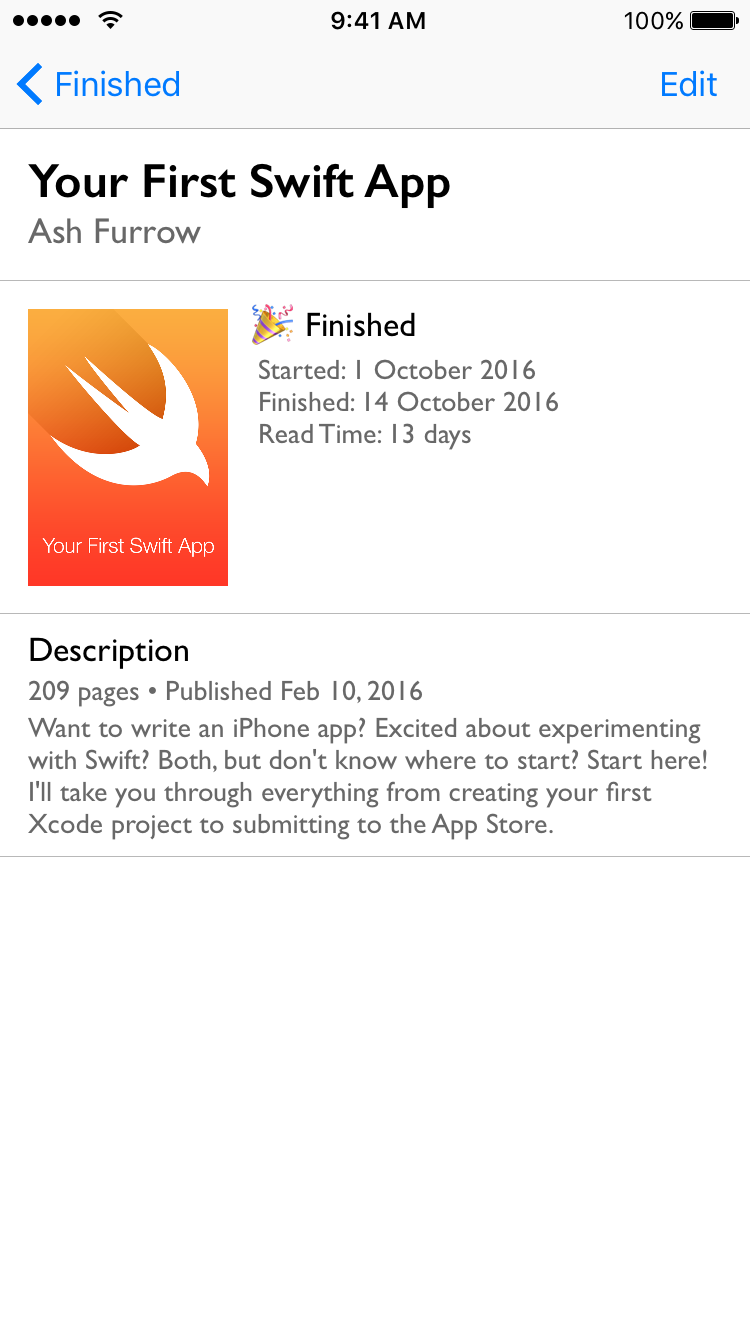 9:41 AM 100%
Finished Edit
Your First Swift App
Ash Furrow
Finished
Started: 1 October 2016
Finished: 14 October 2016
Read Time: 13 days
Your First Swift App
Description
209 pages • Published Feb 10, 2016
Want to write an iPhone app? Excited about experimenting
with Swift? Both, but don't know where to start? Start here!
I'll take you through everything from creating your first
Xcode project to submitting to the App Store.